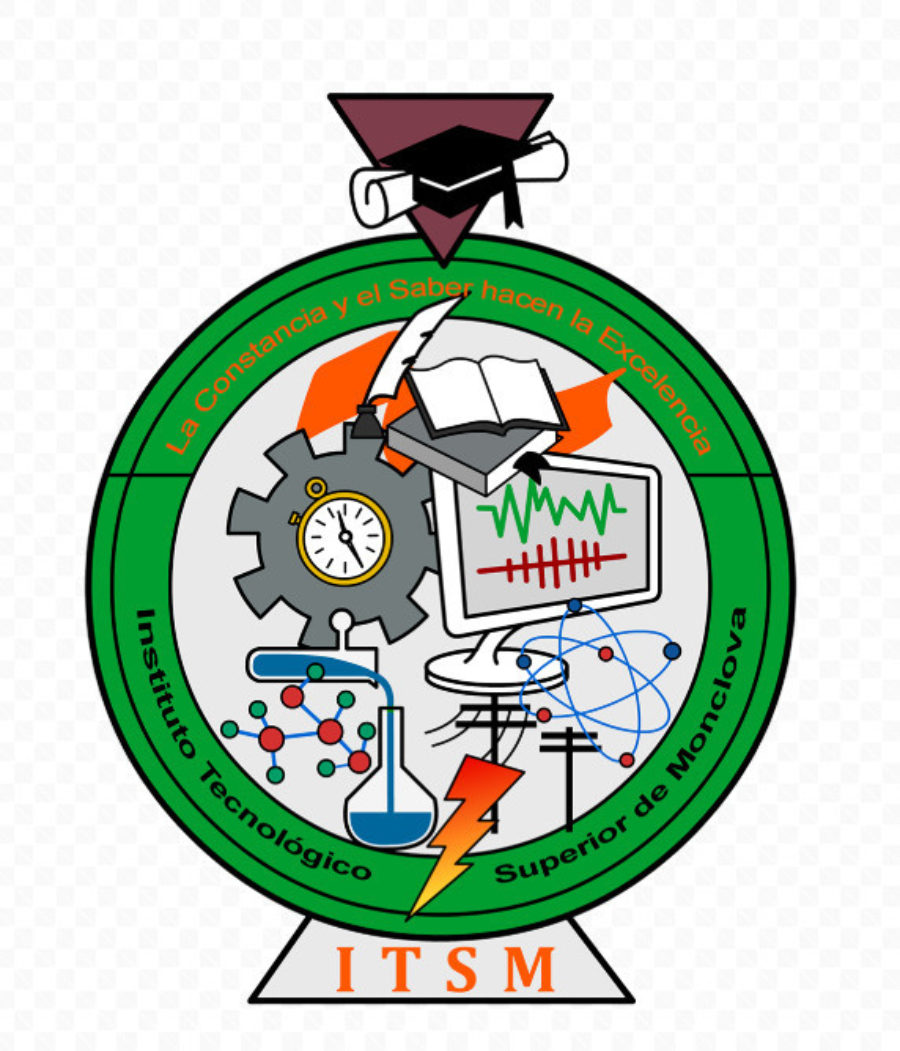 La Constancia y el Saber hacen la Excelencia
Instituto Tecnológico
Superior de Monclova
ITSM